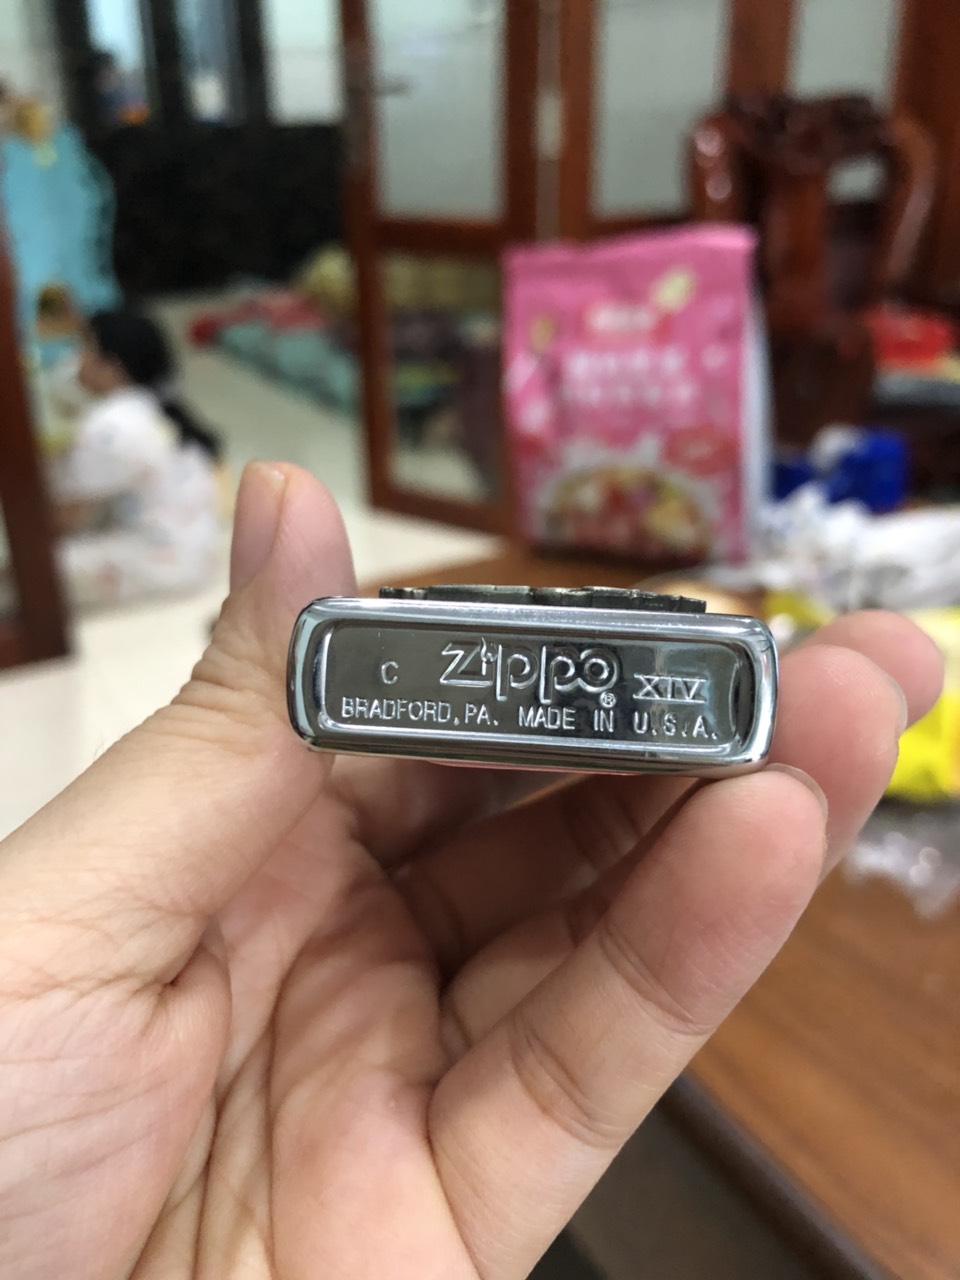 C Zippo® XIV
BRADFORD, PA. MADE IN U.S.A.